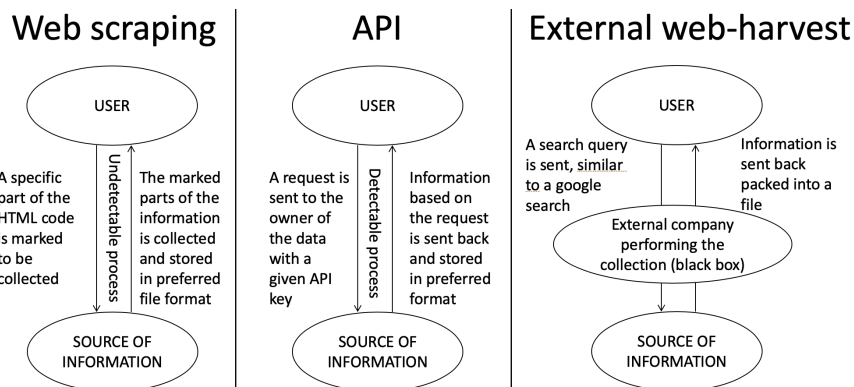 Web scraping
USER
A specific
part of the
HTML code
is marked
to be
collected
Undetectable process
The marked
parts of the
information
is collected
and stored
in preferred
file format
SOURCE OF
INFORMATION
API
USER
A request is
sent to the
owner of
the data
with a
given API
key
Detectable process
Information
based on
the request
is sent back
and stored
in preferred
format
SOURCE OF
INFORMATION
External web-harvest
USER
A search query
is sent, similar
to a google
search
Information is
sent back
packed into a
file
External company
performing the
collection (black box)
SOURCE OF
INFORMATION